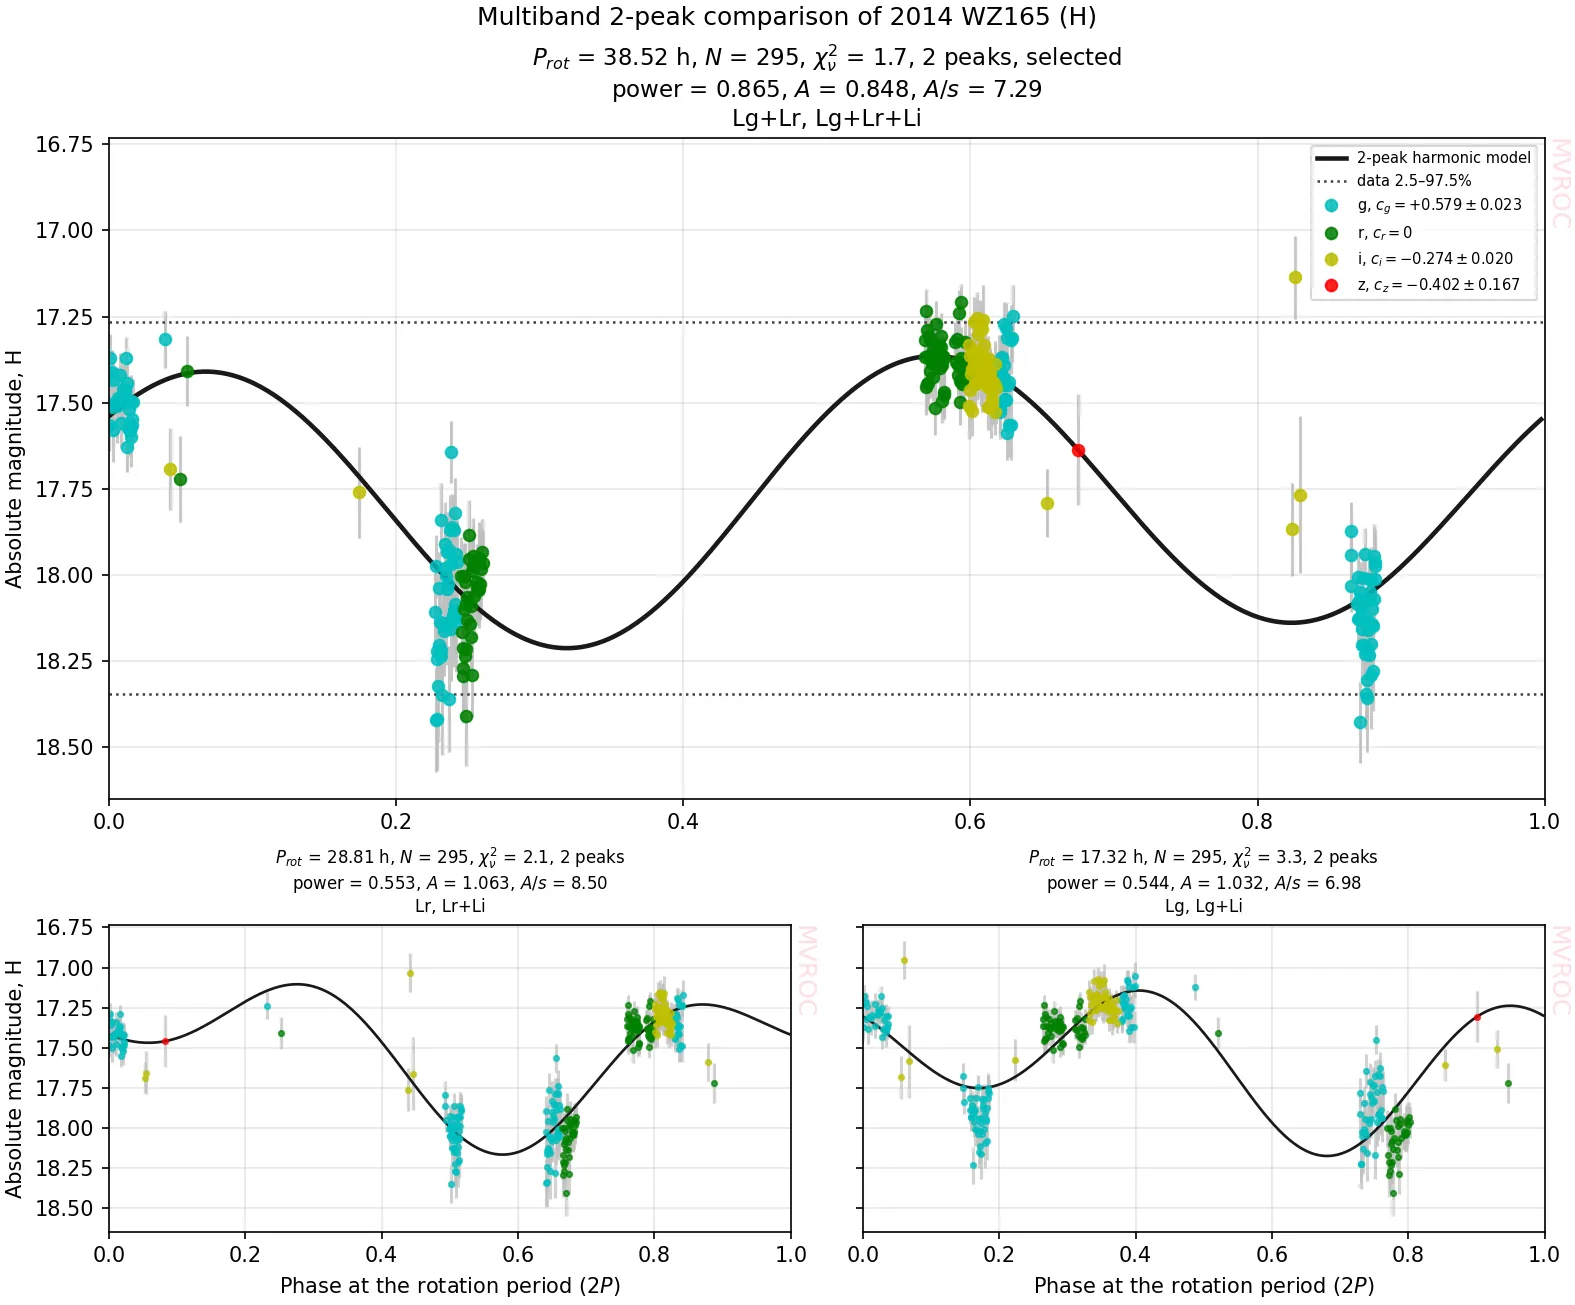 Multiband 2-peak comparison of 2014 WZ165 (H)
P_rot = 38.52 h, N = 295, χ²_ν = 1.7, 2 peaks, selected
power = 0.865, A = 0.848, A/s = 7.29
Lg+Lr, Lg+Lr+Li
Absolute magnitude, H
16.75
17.00
17.25
17.50
17.75
18.00
18.25
18.50
0.0 0.2 0.4 0.6 0.8 1.0
2-peak harmonic model
data 2.5–97.5%
g, c_g = +0.579 ± 0.023
r, c_r = 0
i, c_i = −0.274 ± 0.020
z, c_z = −0.402 ± 0.167
MVROC
P_rot = 28.81 h, N = 295, χ²_ν = 2.1, 2 peaks
power = 0.553, A = 1.063, A/s = 8.50
Lr, Lr+Li
Absolute magnitude, H
16.75
17.00
17.25
17.50
17.75
18.00
18.25
18.50
0.0 0.2 0.4 0.6 0.8 1.0
Phase at the rotation period (2P)
MVROC
P_rot = 17.32 h, N = 295, χ²_ν = 3.3, 2 peaks
power = 0.544, A = 1.032, A/s = 6.98
Lg, Lg+Li
0.0 0.2 0.4 0.6 0.8 1.0
Phase at the rotation period (2P)
MVROC